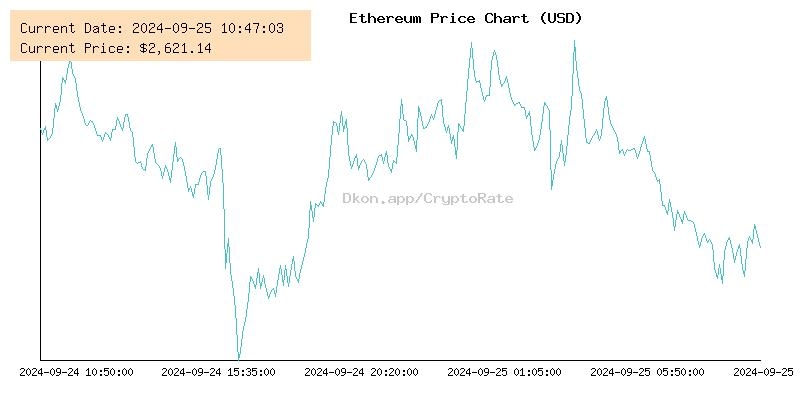 Ethereum Price Chart (USD)
Current Date: 2024-09-25 10:47:03
Current Price: $2,621.14
Dkon.app/CryptoRate
2024-09-24 10:50:00 2024-09-24 15:35:00 2024-09-24 20:20:00 2024-09-25 01:05:00 2024-09-25 05:50:00 2024-09-25